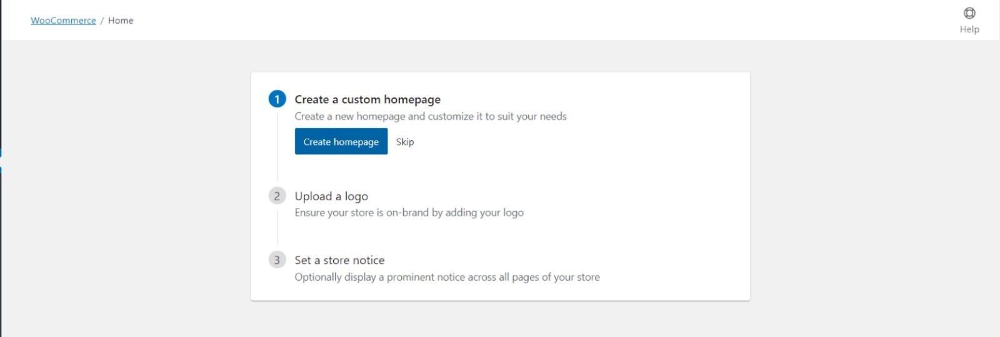 WooCommerce / Home
Help
1 Create a custom homepage
Create a new homepage and customize it to suit your needs
Create homepage Skip
2 Upload a logo
Ensure your store is on-brand by adding your logo
3 Set a store notice
Optionally display a prominent notice across all pages of your store